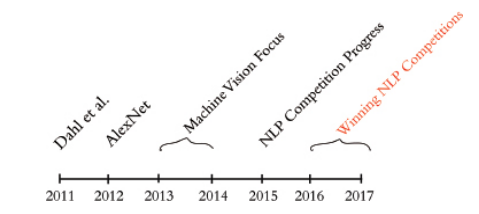 Dahl et al.
AlexNet
Machine Vision Focus
NLP Competition Progress
Winning NLP Competitions
2011 2012 2013 2014 2015 2016 2017